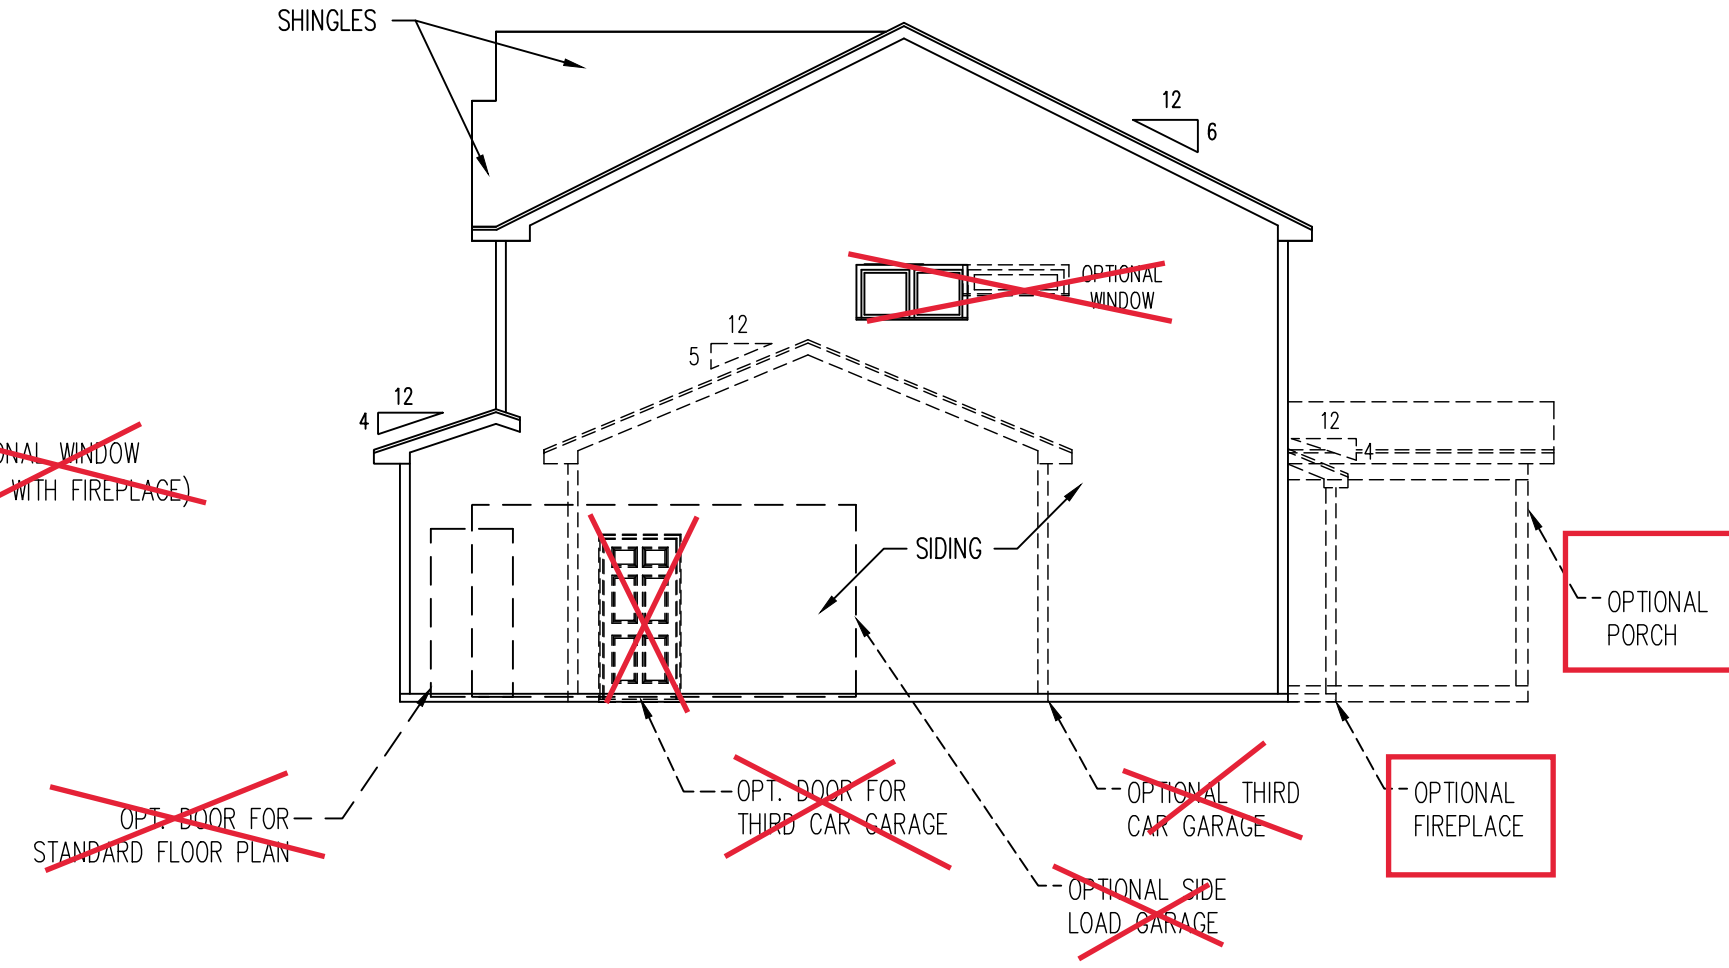 SHINGLES
12
6
OPTIONAL
WINDOW
12
5
12
4
12
4
WINDOW
WITH FIREPLACE)
SIDING
OPTIONAL
PORCH
OPT. DOOR FOR
STANDARD FLOOR PLAN
OPT. DOOR FOR
THIRD CAR GARAGE
OPTIONAL THIRD
CAR GARAGE
OPTIONAL
FIREPLACE
OPTIONAL SIDE
LOAD GARAGE